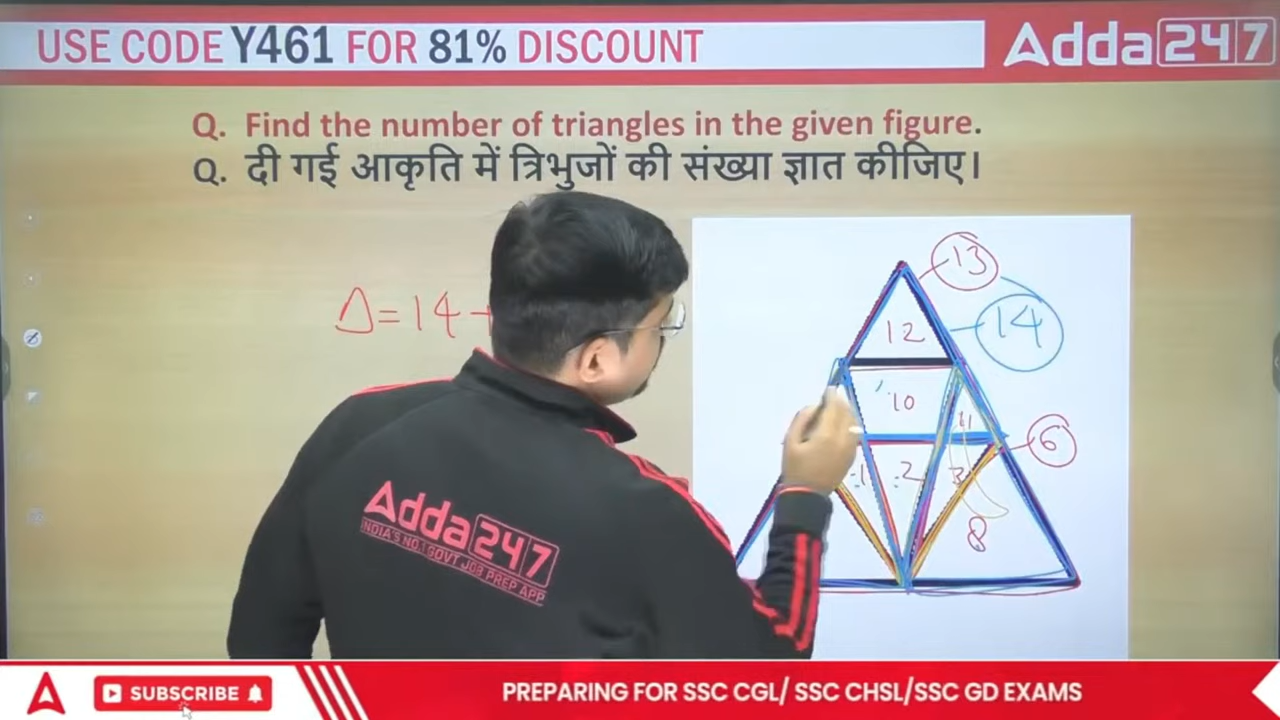 USE CODE Y461 FOR 81% DISCOUNT
Adda247
Q. Find the number of triangles in the given figure.
Q. दी गई आकृति में त्रिभुजों की संख्या ज्ञात कीजिए।
Δ=14+
13
14
12
10
11
6
1
2
3
8
Adda247
INDIA'S NO.1 GOVT JOB PREP APP
SUBSCRIBE
PREPARING FOR SSC CGL/ SSC CHSL/SSC GD EXAMS